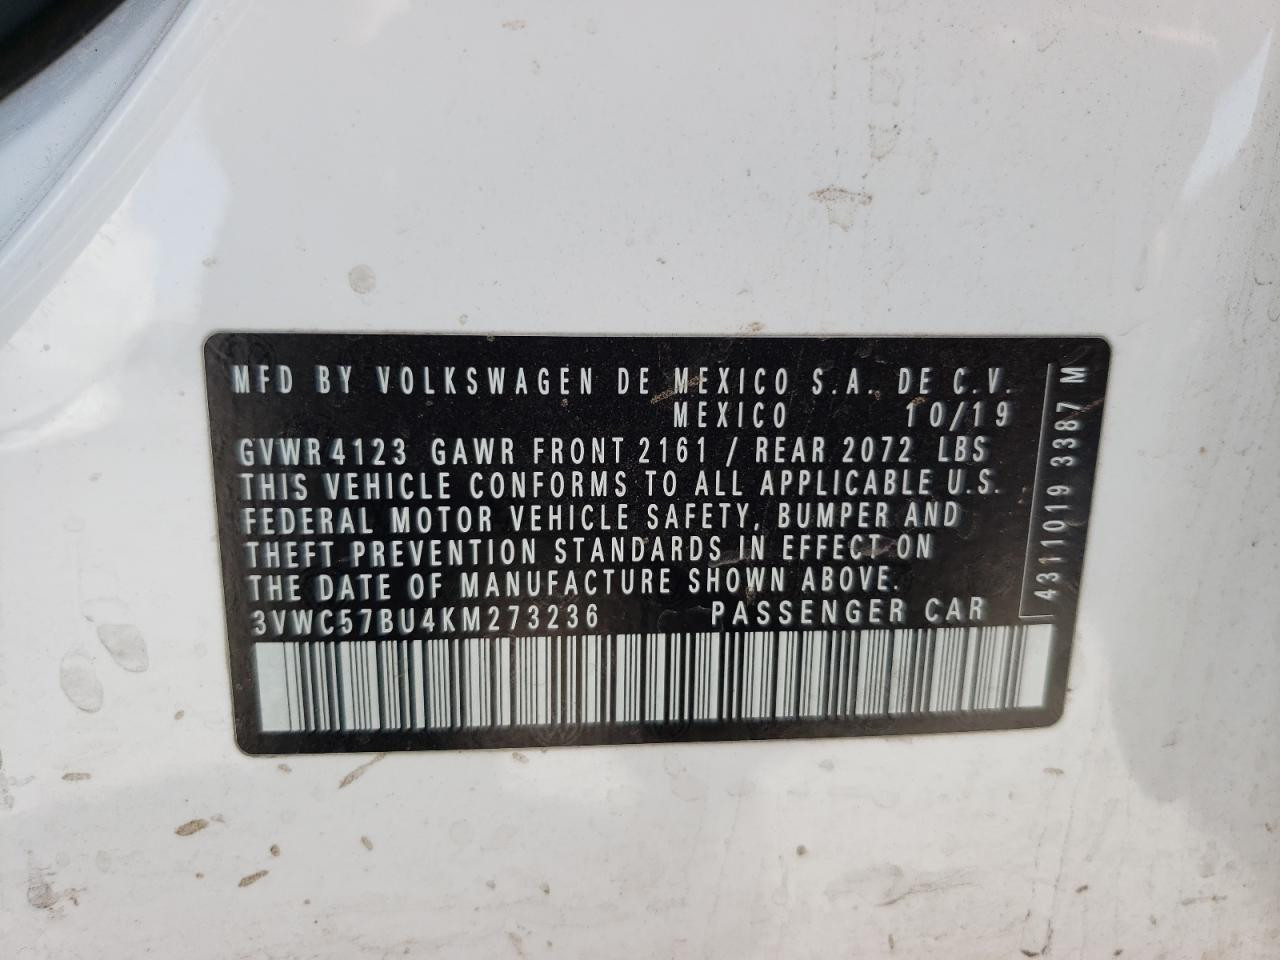 MFD BY VOLKSWAGEN DE MEXICO S.A. DE C.V.
MEXICO 10/19
GVWR 4123 GAWR FRONT 2161 / REAR 2072 LBS
THIS VEHICLE CONFORMS TO ALL APPLICABLE U.S.
FEDERAL MOTOR VEHICLE SAFETY, BUMPER AND
THEFT PREVENTION STANDARDS IN EFFECT ON
THE DATE OF MANUFACTURE SHOWN ABOVE.
3VWC57BU4KM273236 PASSENGER CAR
4311019 3387 M